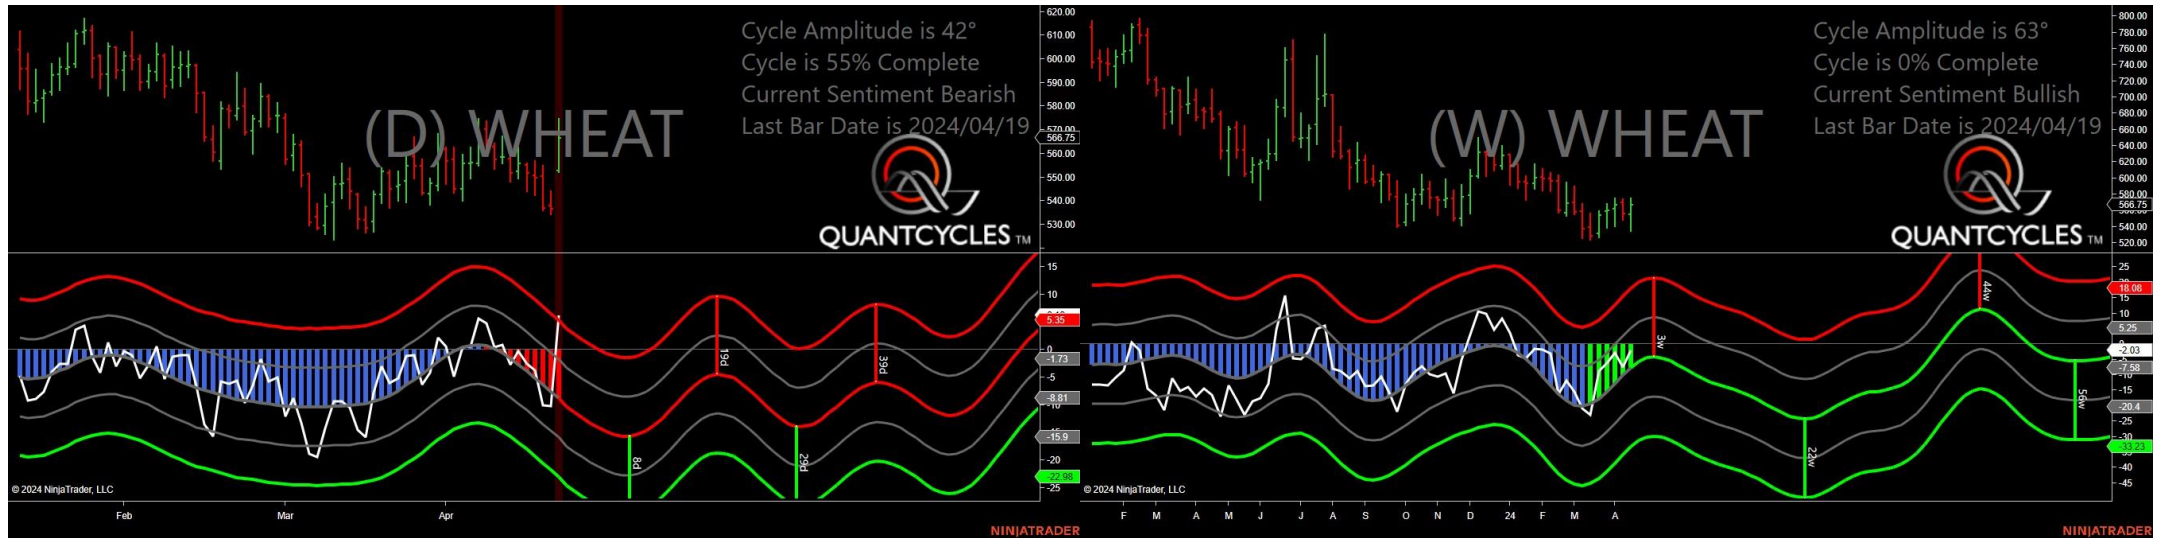 Cycle Amplitude is 42°
Cycle is 55% Complete
Current Sentiment Bearish
Last Bar Date is 2024/04/19
(D) WHEAT
QUANTCYCLES TM
620.00
610.00
600.00
590.00
580.00
570.00
566.75
560.00
550.00
540.00
530.00
15
10
5.35
0
-1.73
-5
-8.81
-10
-15.9
-20
-22.98
-25
19d
39d
8d
29d
© 2024 NinjaTrader, LLC
Feb Mar Apr
NINJATRADER
Cycle Amplitude is 63°
Cycle is 0% Complete
Current Sentiment Bullish
Last Bar Date is 2024/04/19
(W) WHEAT
QUANTCYCLES TM
800.00
780.00
760.00
740.00
720.00
700.00
680.00
660.00
640.00
620.00
600.00
580.00
566.75
540.00
520.00
25
18.08
15
10
5.25
-2.03
-7.58
-10
-15
-20.4
-25
-30
-33.23
-40
-45
3w
44w
22w
56w
© 2024 NinjaTrader, LLC
F M A M J J A S O N D 24 F M A
NINJATRADER